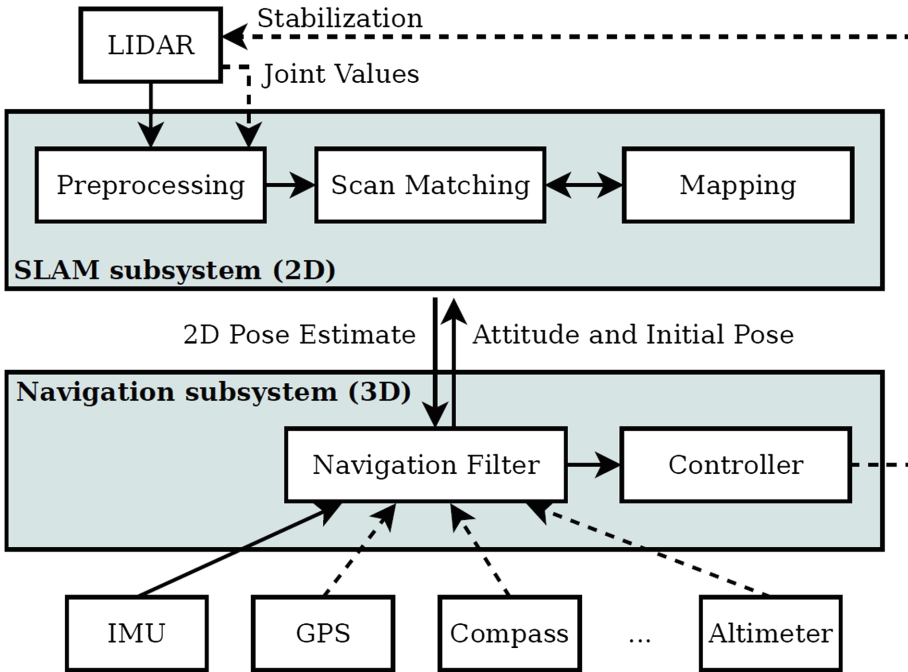 Stabilization
LIDAR
Joint Values
Preprocessing
Scan Matching
Mapping
SLAM subsystem (2D)
2D Pose Estimate
Attitude and Initial Pose
Navigation subsystem (3D)
Navigation Filter
Controller
IMU
GPS
Compass
...
Altimeter